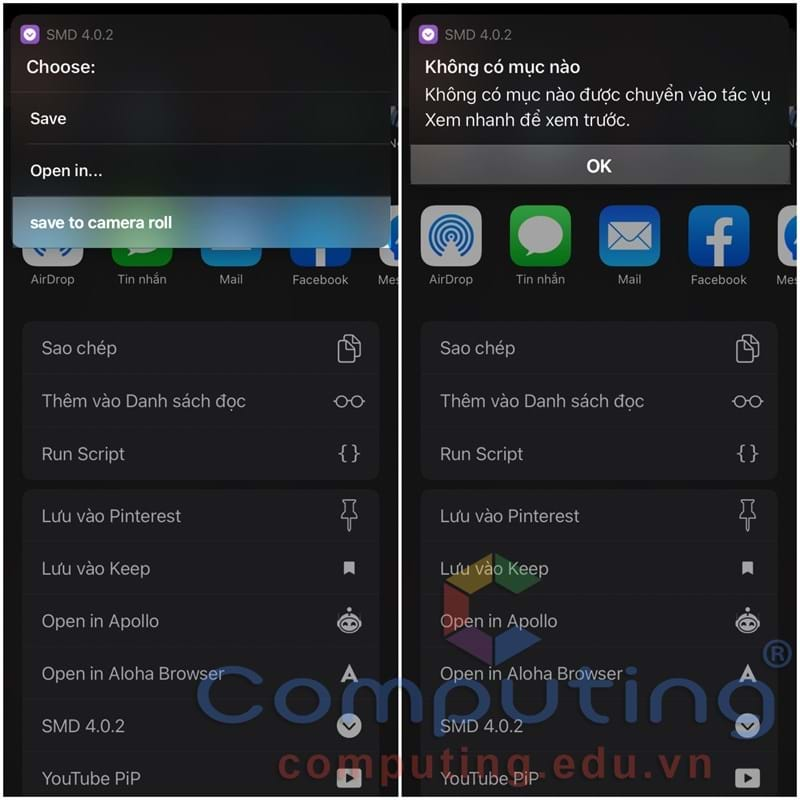 SMD 4.0.2
Choose:
Save
Open in...
save to camera roll
AirDrop
Tin nhắn
Mail
Facebook
Mes
Sao chép
Thêm vào Danh sách đọc
Run Script
Lưu vào Pinterest
Lưu vào Keep
Open in Apollo
Open in Aloha Browser
SMD 4.0.2
YouTube PiP
SMD 4.0.2
Không có mục nào
Không có mục nào được chuyển vào tác vụ
Xem nhanh để xem trước.
OK
AirDrop
Tin nhắn
Mail
Facebook
Mes
Sao chép
Thêm vào Danh sách đọc
Run Script
Lưu vào Pinterest
Lưu vào Keep
Open in Apollo
Open in Aloha Browser
SMD 4.0.2
YouTube PiP
Computing®
computing.edu.vn